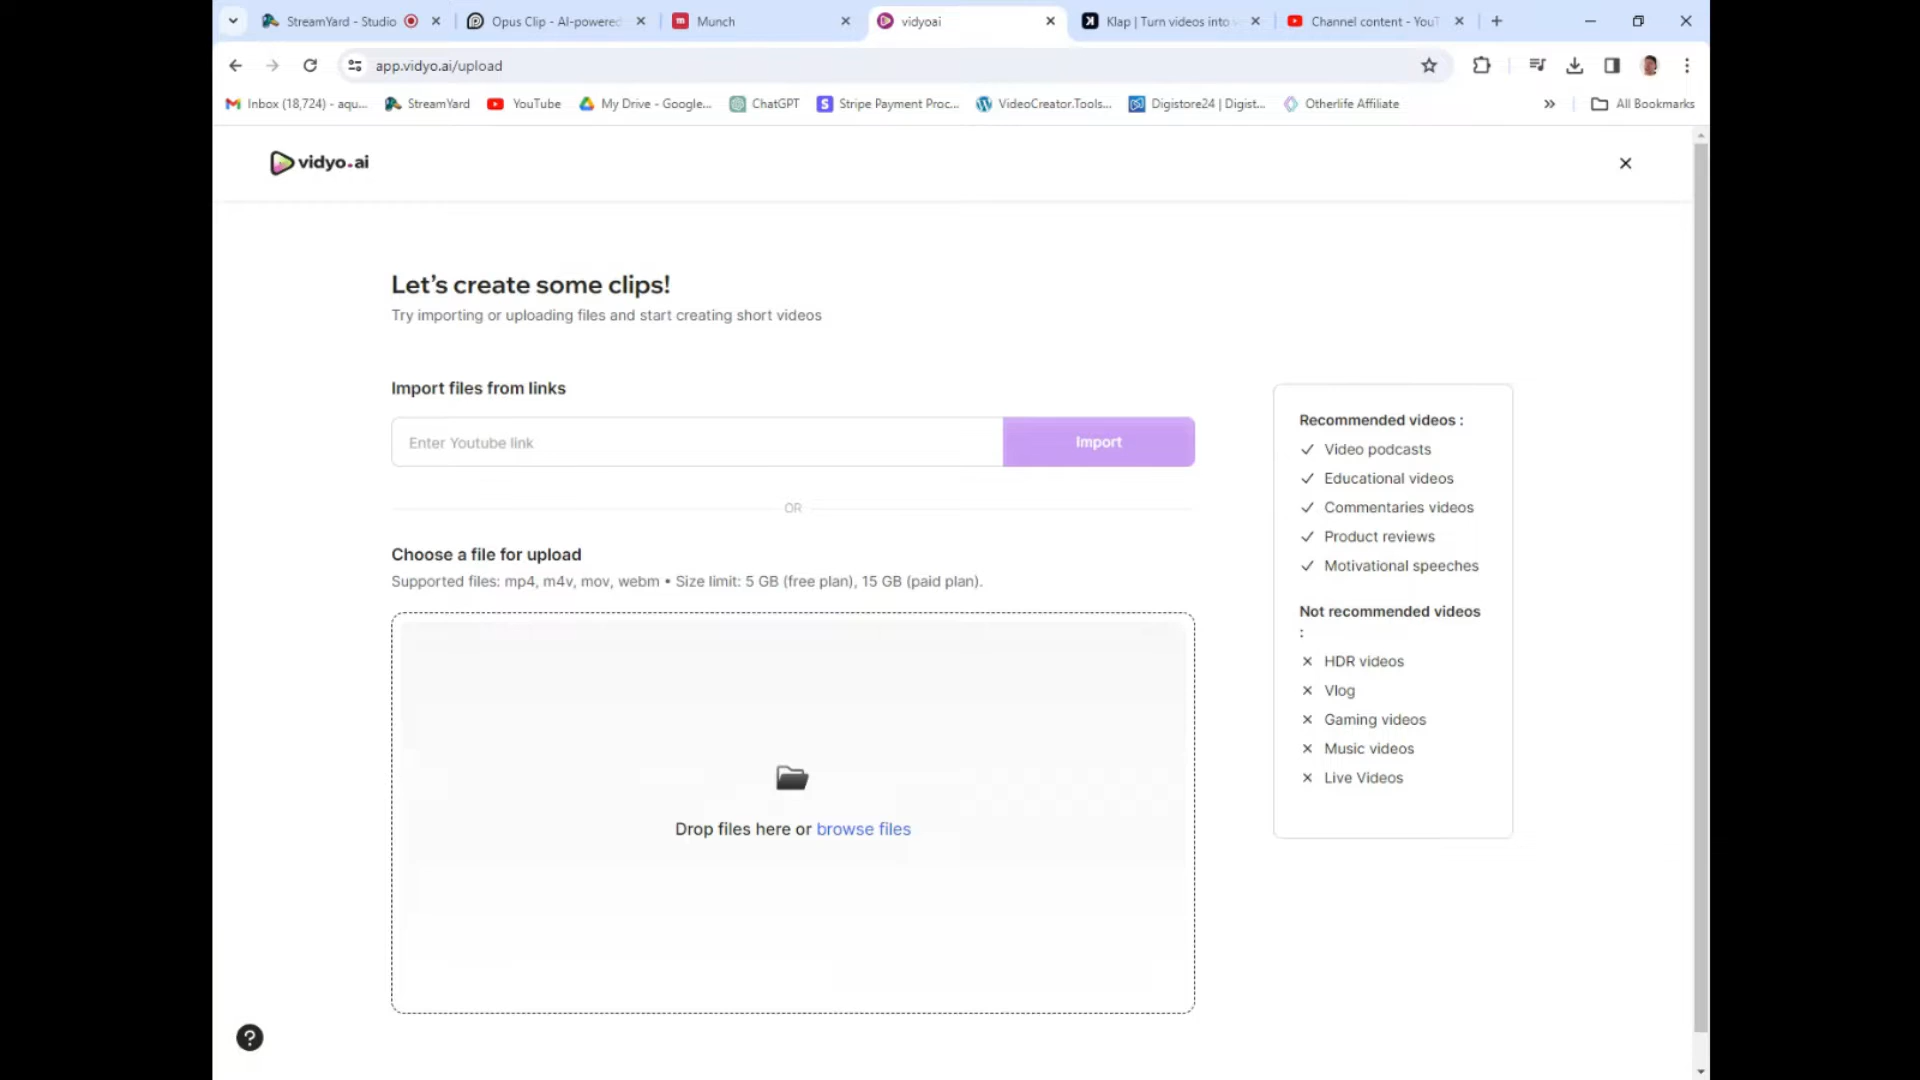 StreamYard - Studio
Opus Clip - AI-powered
Munch
vidyoai
Klap | Turn videos into
Channel content - YouT
app.vidyo.ai/upload
Inbox (18,724) - aqu...
StreamYard
YouTube
My Drive - Google...
ChatGPT
Stripe Payment Proc...
VideoCreator.Tools...
Digistore24 | Digist...
Otherlife Affiliate
All Bookmarks
vidyo.ai
Let's create some clips!
Try importing or uploading files and start creating short videos
Import files from links
Enter Youtube link
Import
OR
Choose a file for upload
Supported files: mp4, m4v, mov, webm • Size limit: 5 GB (free plan), 15 GB (paid plan).
Drop files here or browse files
Recommended videos :
Video podcasts
Educational videos
Commentaries videos
Product reviews
Motivational speeches
Not recommended videos
:
HDR videos
Vlog
Gaming videos
Music videos
Live Videos
?